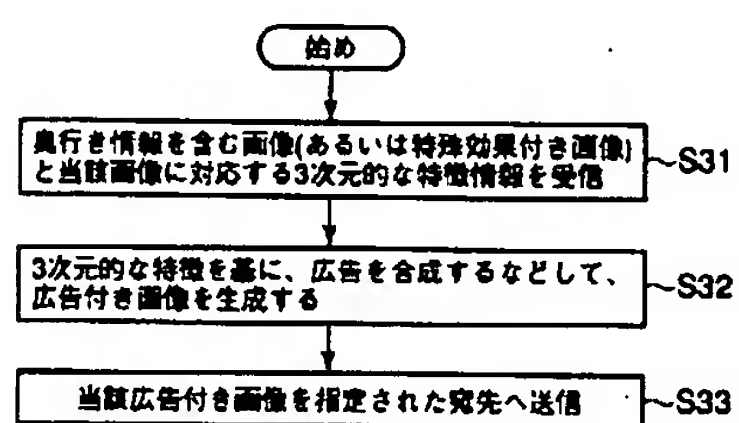 始め
奥行き情報を含む画像(あるいは特殊効果付き画像)
と当該画像に対応する3次元的な特徴情報を受信
~S31
3次元的な特徴を基に、広告を合成するなどして、
広告付き画像を生成する
~S32
当該広告付き画像を指定された宛先へ送信
~S33